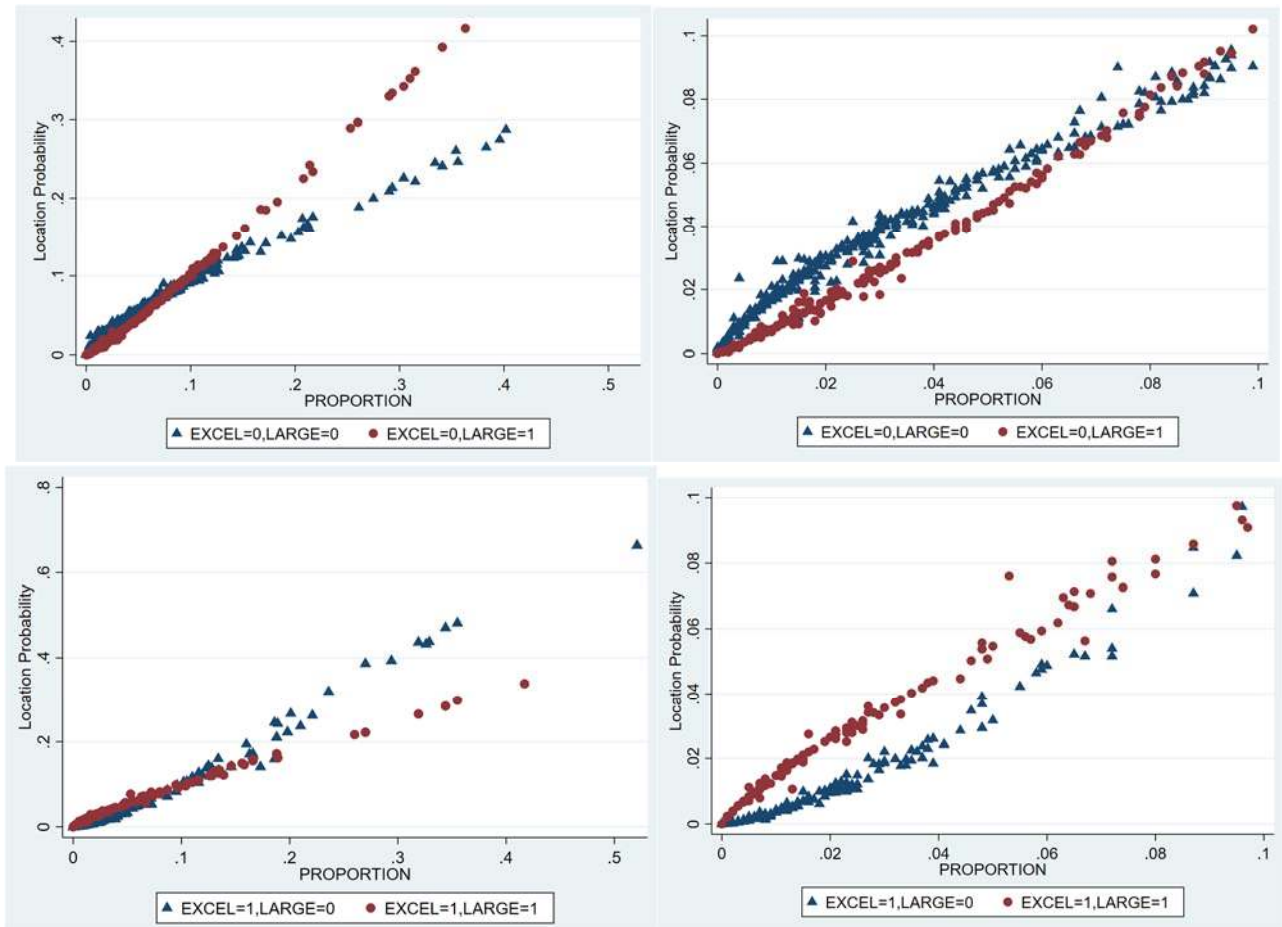 Location Probability
.4
.3
.2
.1
0
0 .1 .2 .3 .4 .5
PROPORTION
EXCEL=0,LARGE=0 EXCEL=0,LARGE=1
Location Probability
.1
.08
.06
.04
.02
0
0 .02 .04 .06 .08 .1
PROPORTION
EXCEL=0,LARGE=0 EXCEL=0,LARGE=1
Location Probability
.8
.6
.4
.2
0
0 .1 .2 .3 .4 .5
PROPORTION
EXCEL=1,LARGE=0 EXCEL=1,LARGE=1
Location Probability
.1
.08
.06
.04
.02
0
0 .02 .04 .06 .08 .1
PROPORTION
EXCEL=1,LARGE=0 EXCEL=1,LARGE=1